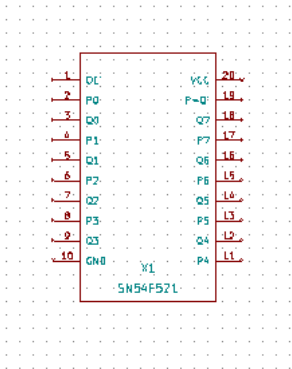 1 OE VCC 20
2 P0 P=Q 19
3 Q0 Q7 18
4 P1 P7 17
5 Q1 Q6 16
6 P2 P6 15
7 Q2 Q5 14
8 P3 P5 13
9 Q3 Q4 12
10 GND P4 11
X1
SN54F521